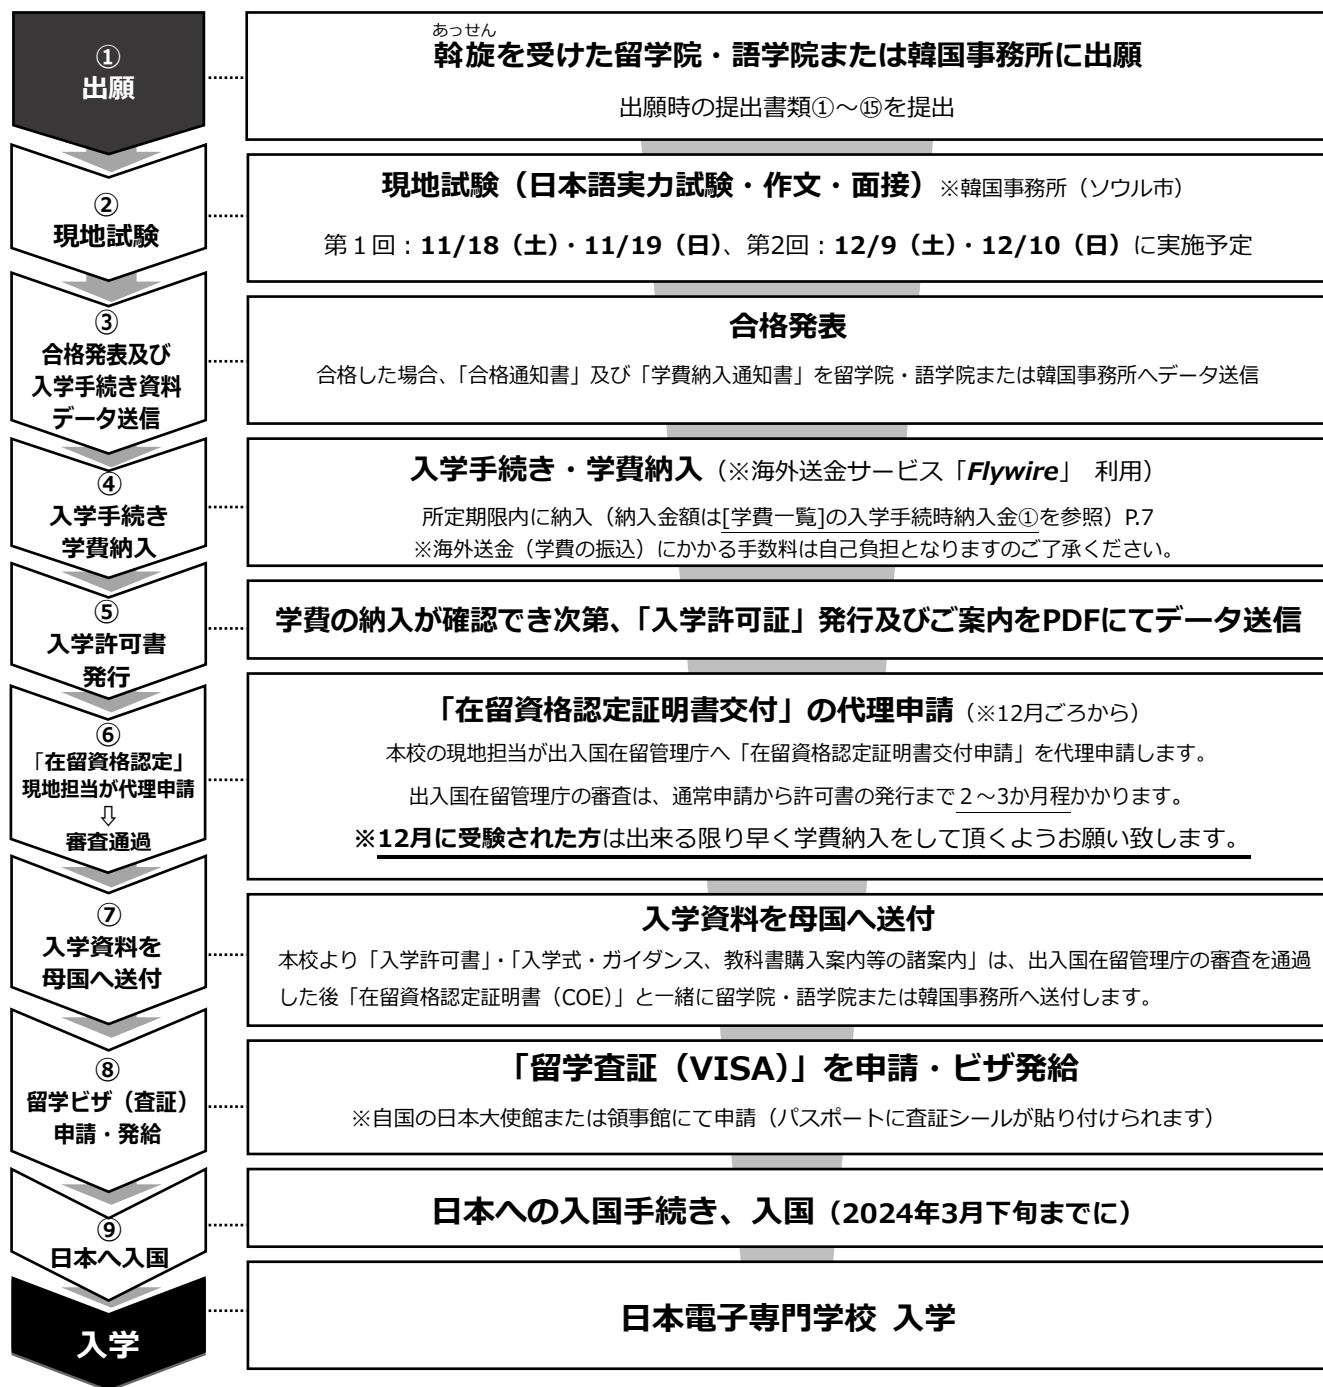 ①
出願
あっせん
斡旋を受けた留学院・語学院または韓国事務所に出願
出願時の提出書類①～⑮を提出
②
現地試験
現地試験（日本語実力試験・作文・面接）※韓国事務所（ソウル市）
第１回：11/18（土）・11/19（日）、第2回：12/9（土）・12/10（日）に実施予定
③
合格発表及び
入学手続き資料
データ送信
合格発表
合格した場合、「合格通知書」及び「学費納入通知書」を留学院・語学院または韓国事務所へデータ送信
④
入学手続き
学費納入
入学手続き・学費納入（※海外送金サービス「Flywire」 利用）
所定期限内に納入（納入金額は[学費一覧]の入学手続時納入金①を参照）P.7
※海外送金（学費の振込）にかかる手数料は自己負担となりますのご了承ください。
⑤
入学許可書
発行
学費の納入が確認でき次第、「入学許可証」発行及びご案内をPDFにてデータ送信
⑥
「在留資格認定」
現地担当が代理申請
⇩
審査通過
「在留資格認定証明書交付」の代理申請（※12月ごろから）
本校の現地担当が出入国在留管理庁へ「在留資格認定証明書交付申請」を代理申請します。
出入国在留管理庁の審査は、通常申請から許可書の発行まで２～3か月程かかります。
※12月に受験された方は出来る限り早く学費納入をして頂くようお願い致します。
⑦
入学資料を
母国へ送付
入学資料を母国へ送付
本校より「入学許可書」・「入学式・ガイダンス、教科書購入案内等の諸案内」は、出入国在留管理庁の審査を通過
した後「在留資格認定証明書（COE）」と一緒に留学院・語学院または韓国事務所へ送付します。
⑧
留学ビザ（査証）
申請・発給
「留学査証（VISA）」を申請・ビザ発給
※自国の日本大使館または領事館にて申請（パスポートに査証シールが貼り付けられます）
⑨
日本へ入国
日本への入国手続き、入国（2024年3月下旬までに）
入学
日本電子専門学校 入学